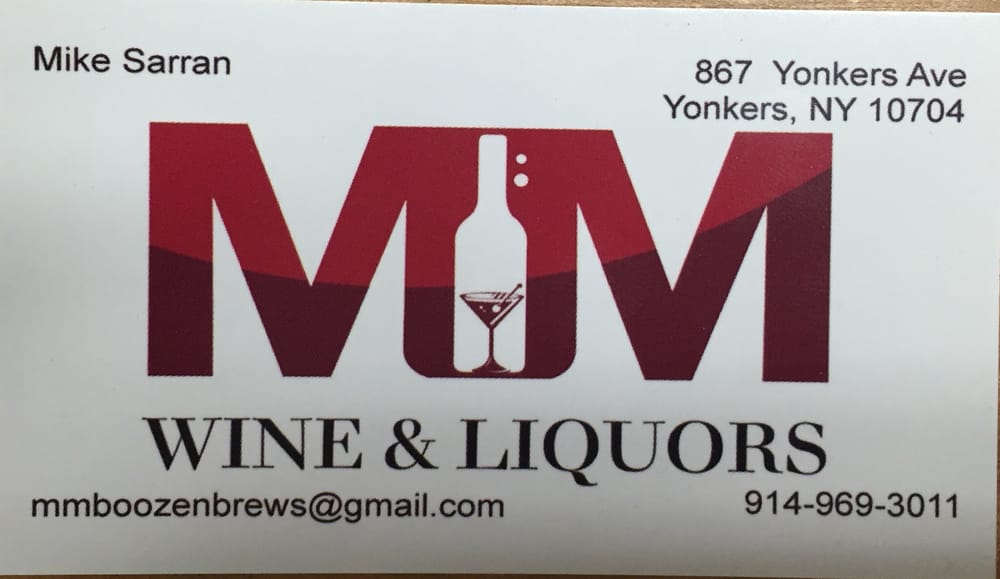 Mike Sarran
867 Yonkers Ave
Yonkers, NY 10704
MM
WINE & LIQUORS
mmboozenbrews@gmail.com
914-969-3011